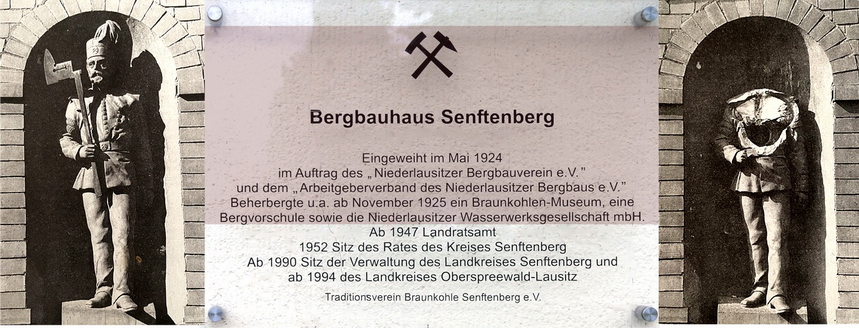 Bergbauhaus Senftenberg
Eingeweiht im Mai 1924
im Auftrag des „Niederlausitzer Bergbauverein e.V.”
und dem „Arbeitgeberverband des Niederlausitzer Bergbaus e.V.”
Beherbergte u.a. ab November 1925 ein Braunkohlen-Museum, eine
Bergvorschule sowie die Niederlausitzer Wasserwerksgesellschaft mbH.
Ab 1947 Landratsamt
1952 Sitz des Rates des Kreises Senftenberg
Ab 1990 Sitz der Verwaltung des Landkreises Senftenberg und
ab 1994 des Landkreises Oberspreewald-Lausitz
Traditionsverein Braunkohle Senftenberg e.V.